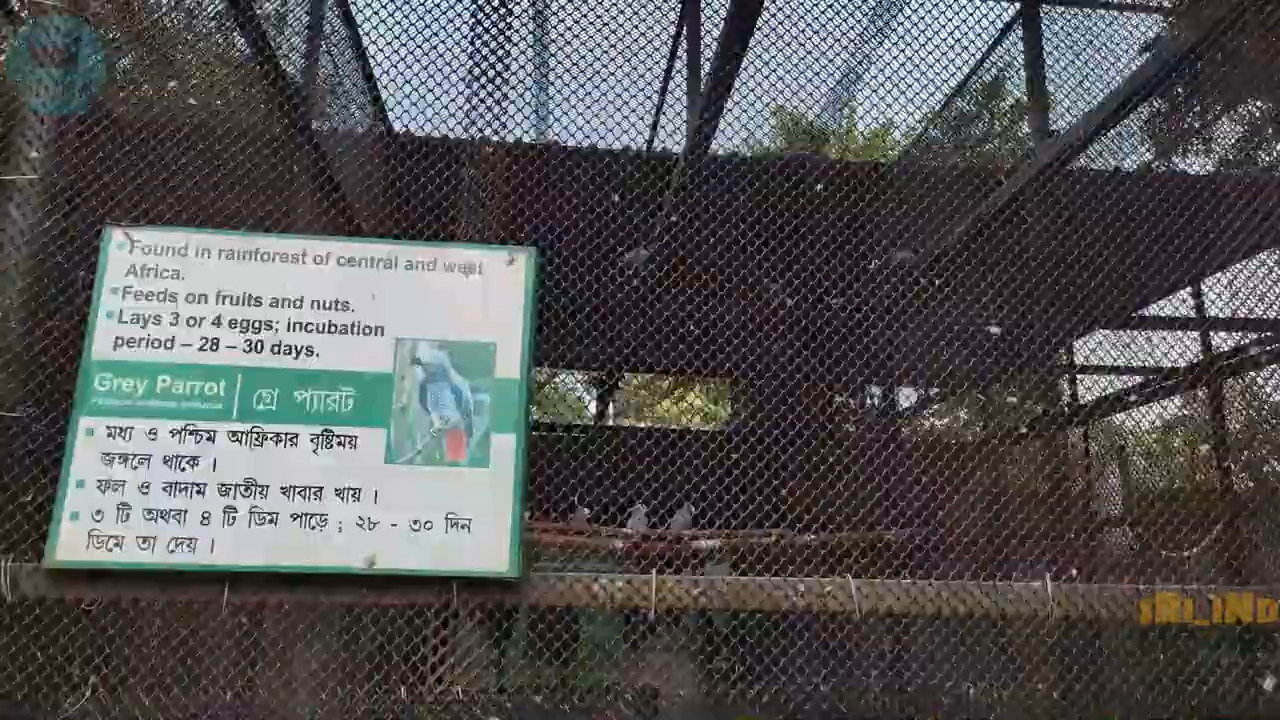 Found in rainforest of central and west
Africa.
Feeds on fruits and nuts.
Lays 3 or 4 eggs; incubation
period – 28 – 30 days.
Grey Parrot
গ্রে প্যারট
মধ্য ও পশ্চিম আফ্রিকার বৃষ্টিময়
জঙ্গলে থাকে ।
ফল ও বাদাম জাতীয় খাবার খায় ।
৩ টি অথবা ৪ টি ডিম পাড়ে ; ২৮ - ৩০ দিন
ডিমে তা দেয় ।